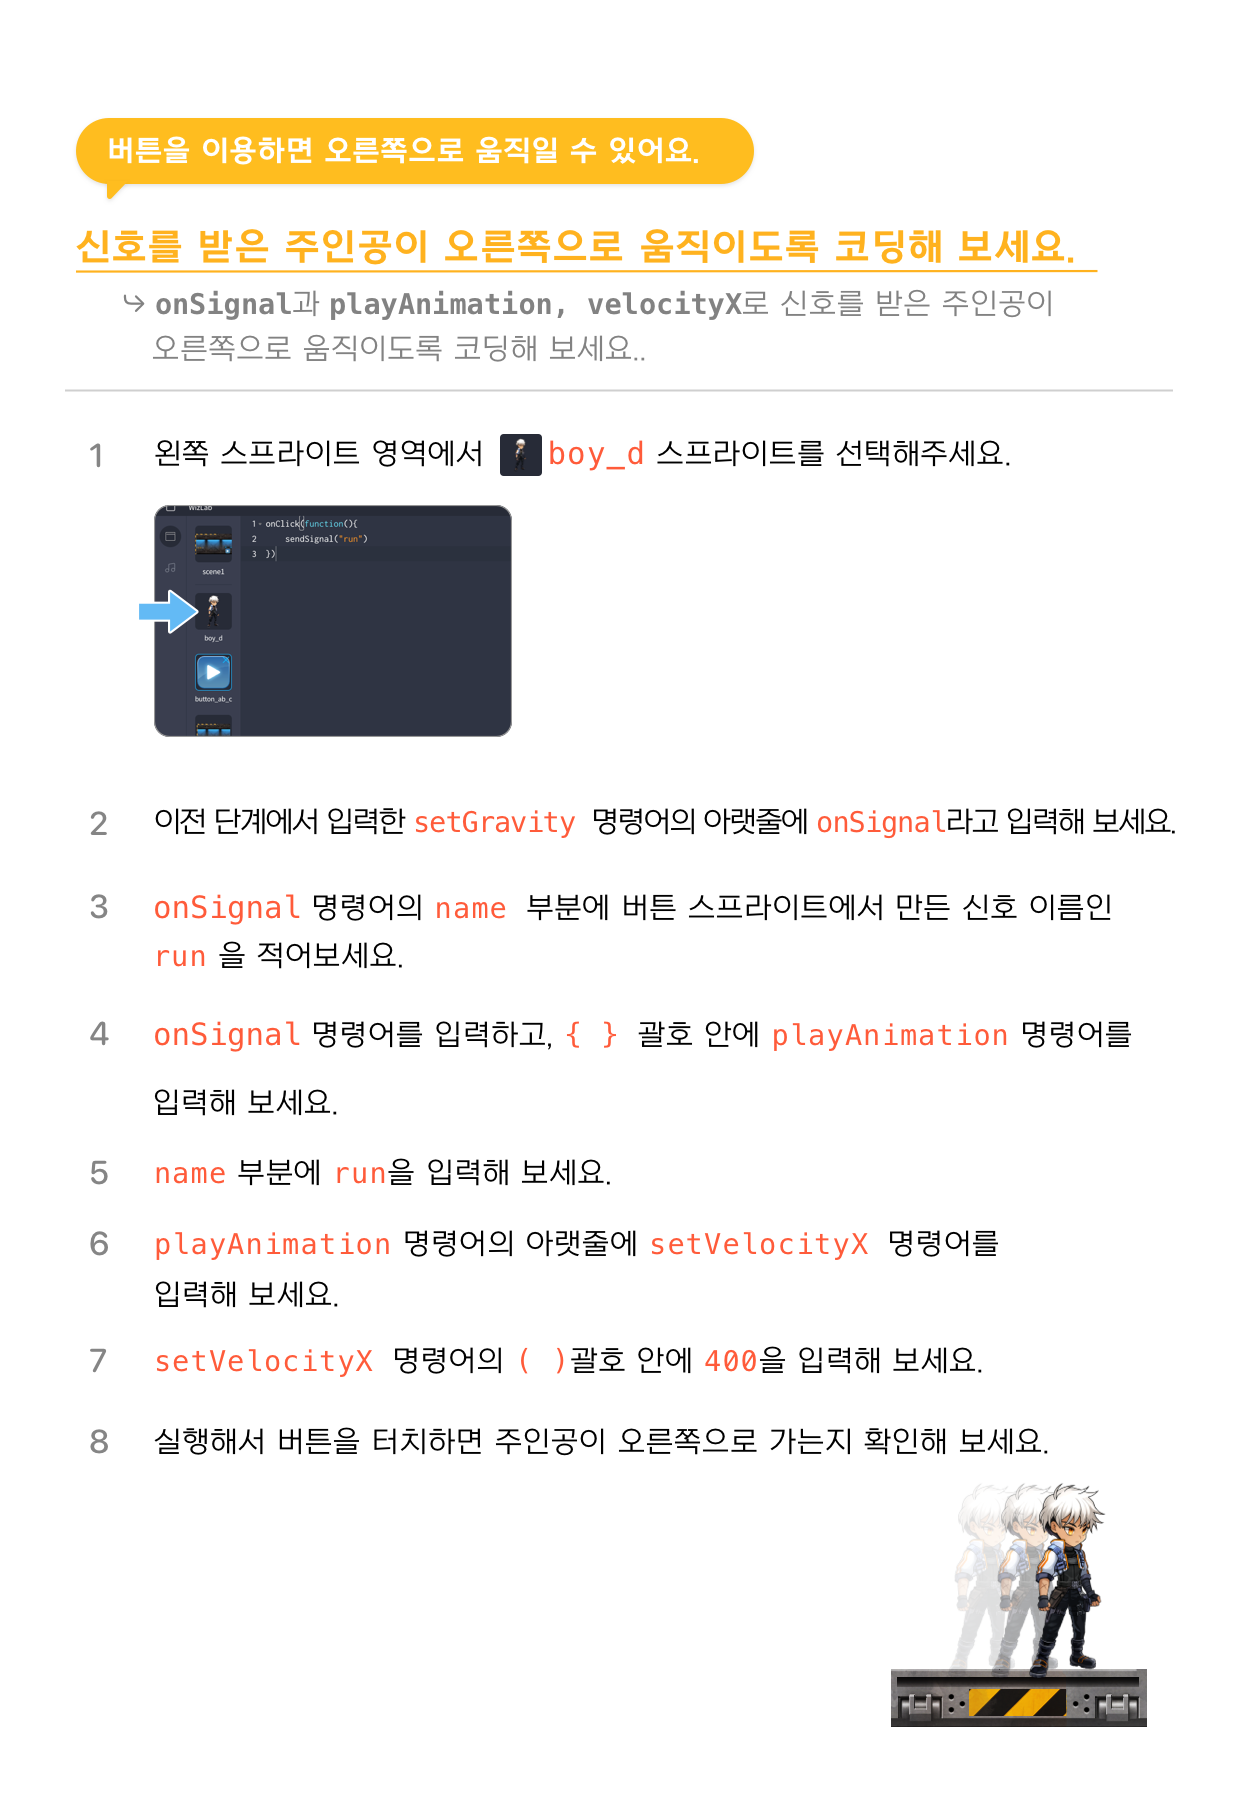 버튼을 이용하면 오른쪽으로 움직일 수 있어요.
신호를 받은 주인공이 오른쪽으로 움직이도록 코딩해 보세요.
↪ onSignal과 playAnimation, velocityX로 신호를 받은 주인공이
오른쪽으로 움직이도록 코딩해 보세요..
1 왼쪽 스프라이트 영역에서 boy_d 스프라이트를 선택해주세요.
WizLab
1 - onClick(function(){
2 sendSignal("run")
3 })
scene1
boy_d
button_ab_c
2 이전 단계에서 입력한 setGravity 명령어의 아랫줄에 onSignal라고 입력해 보세요.
3 onSignal 명령어의 name 부분에 버튼 스프라이트에서 만든 신호 이름인
run 을 적어보세요.
4 onSignal 명령어를 입력하고, { } 괄호 안에 playAnimation 명령어를
입력해 보세요.
5 name 부분에 run을 입력해 보세요.
6 playAnimation 명령어의 아랫줄에 setVelocityX 명령어를
입력해 보세요.
7 setVelocityX 명령어의 ( )괄호 안에 400을 입력해 보세요.
8 실행해서 버튼을 터치하면 주인공이 오른쪽으로 가는지 확인해 보세요.